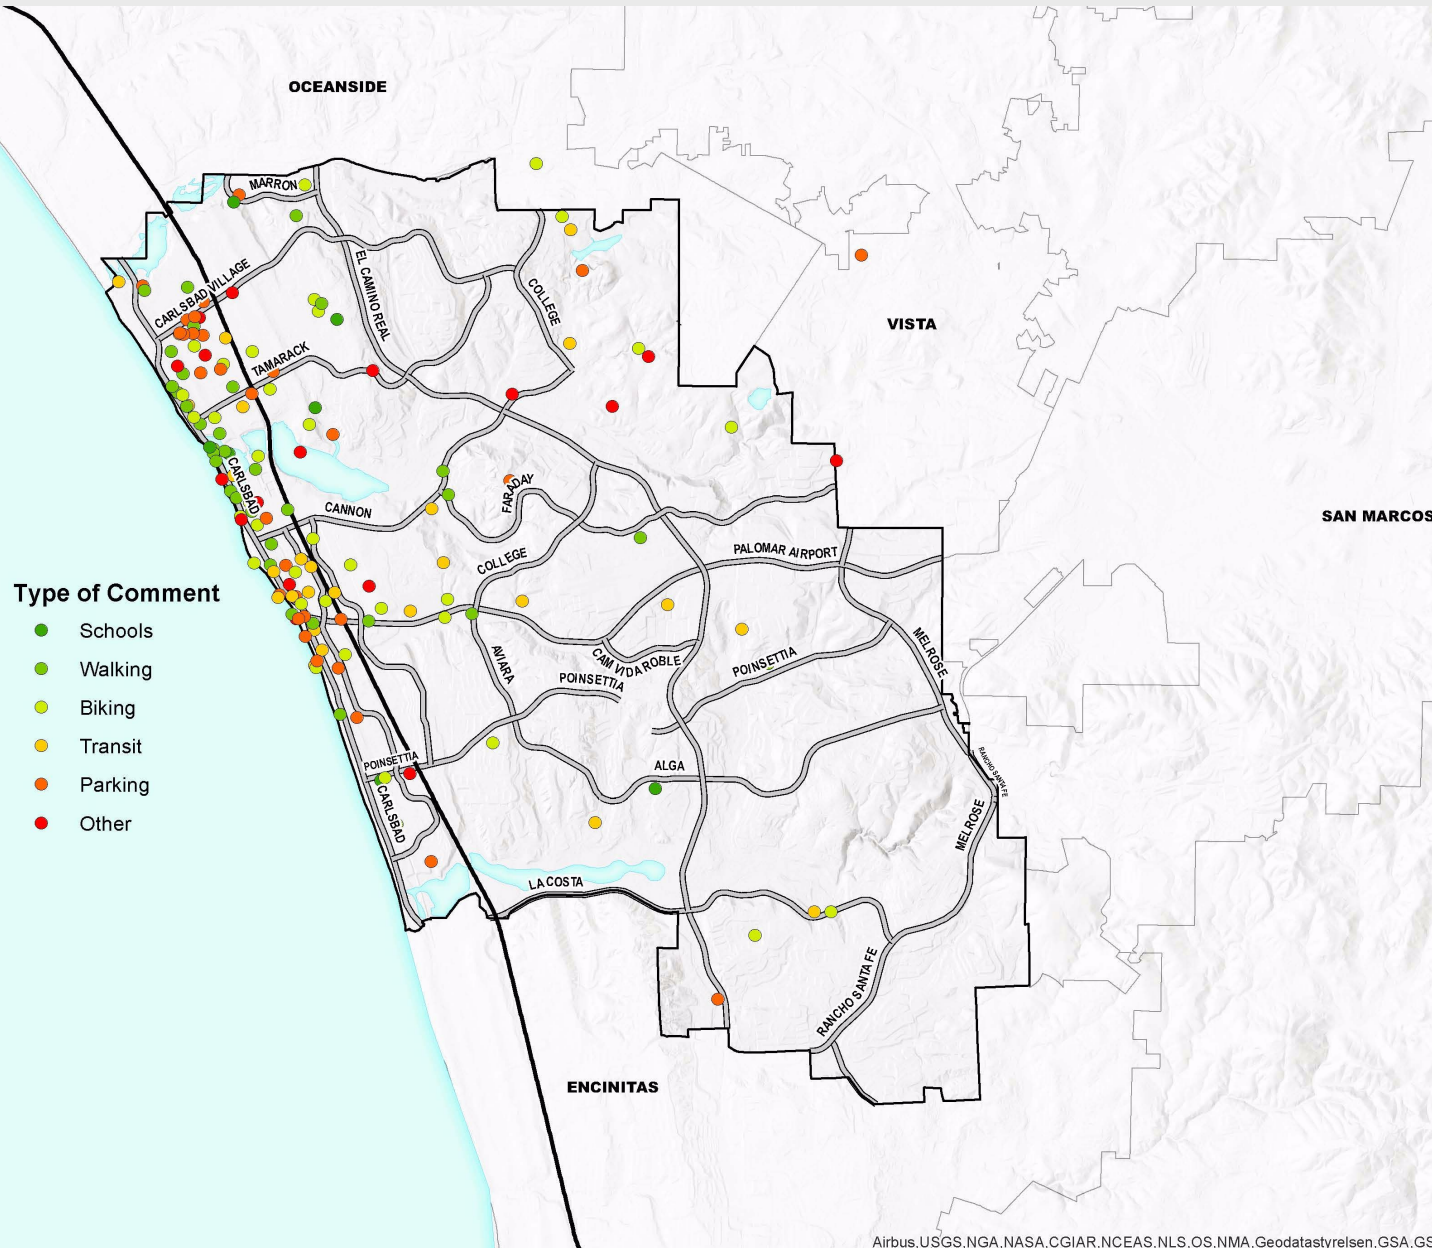 OCEANSIDE
MARRON
CARLSBAD VILLAGE
EL CAMINO REAL
COLLEGE
VISTA
TAMARACK
CARLSBAD
FARADAY
CANNON
SAN MARCOS
COLLEGE
PALOMAR AIRPORT
Type of Comment
Schools
Walking
Biking
Transit
Parking
Other
AVIARA
CAM VIDA ROBLE
POINSETTIA
POINSETTIA
MELROSE
POINSETTIA
ALGA
RANCHO SANTA FE
CARLSBAD
MELROSE
LA COSTA
RANCHO SANTA FE
ENCINITAS
Airbus,USGS,NGA,NASA,CGIAR,NCEAS,NLS,OS,NMA,Geodatastyrelsen,GSA,GS